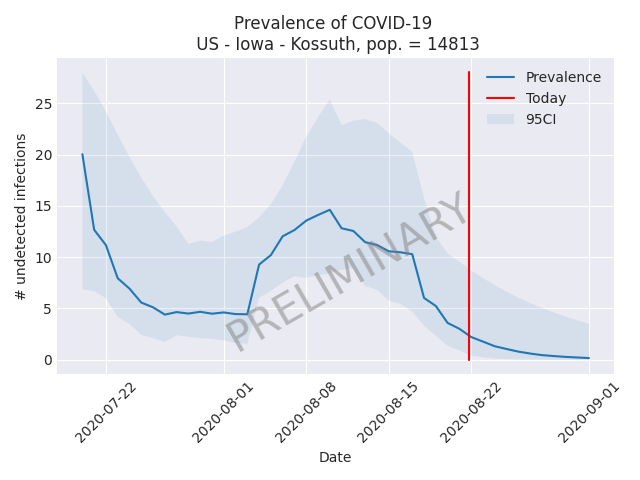 Prevalence of COVID-19
US - Iowa - Kossuth, pop. = 14813
# undetected infections
25
20
15
10
5
0
Prevalence
Today
95CI
PRELIMINARY
2020-07-22
2020-08-01
2020-08-08
2020-08-15
2020-08-22
2020-09-01
Date